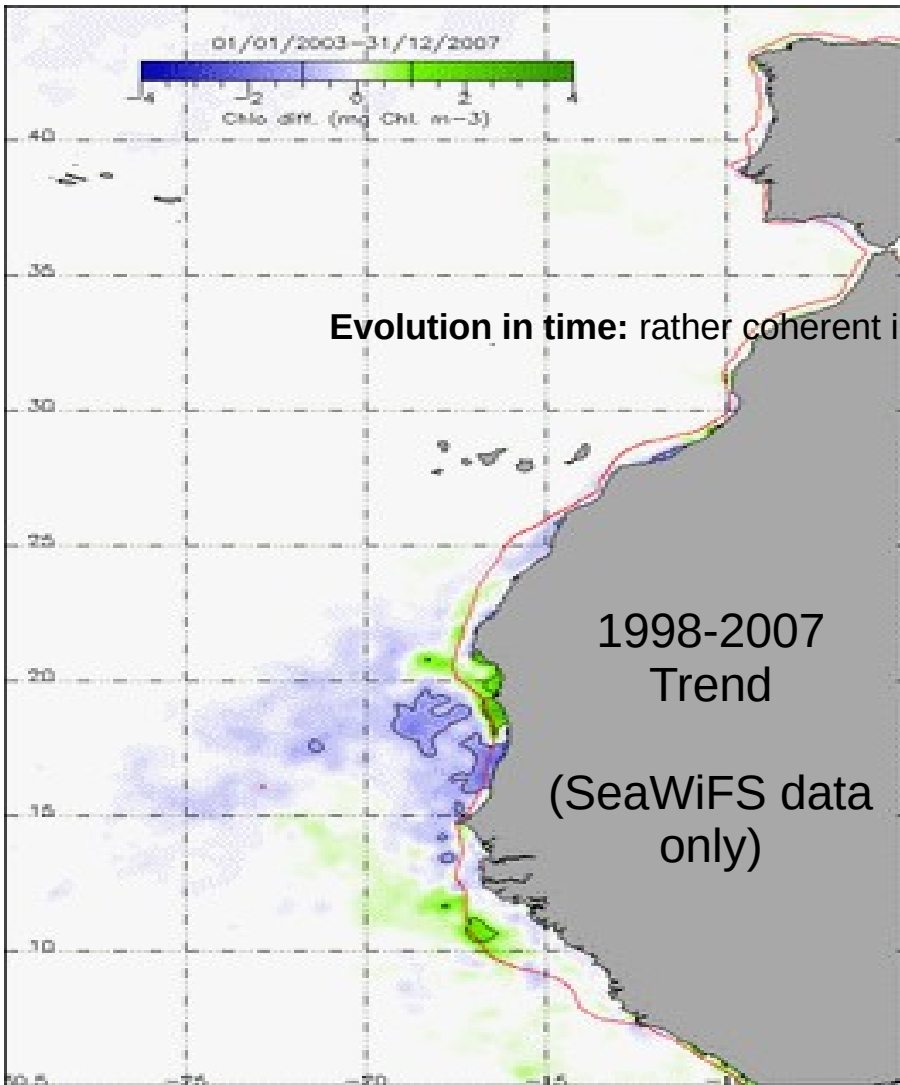 01/01/2003–31/12/2007
-4 -2 0 2 4
Chlo diff. (mg Chl. m-3)
40
35
Evolution in time: rather coherent i
30
25
1998-2007
Trend
20
(SeaWiFS data
only)
15
10
-25 -20 -15